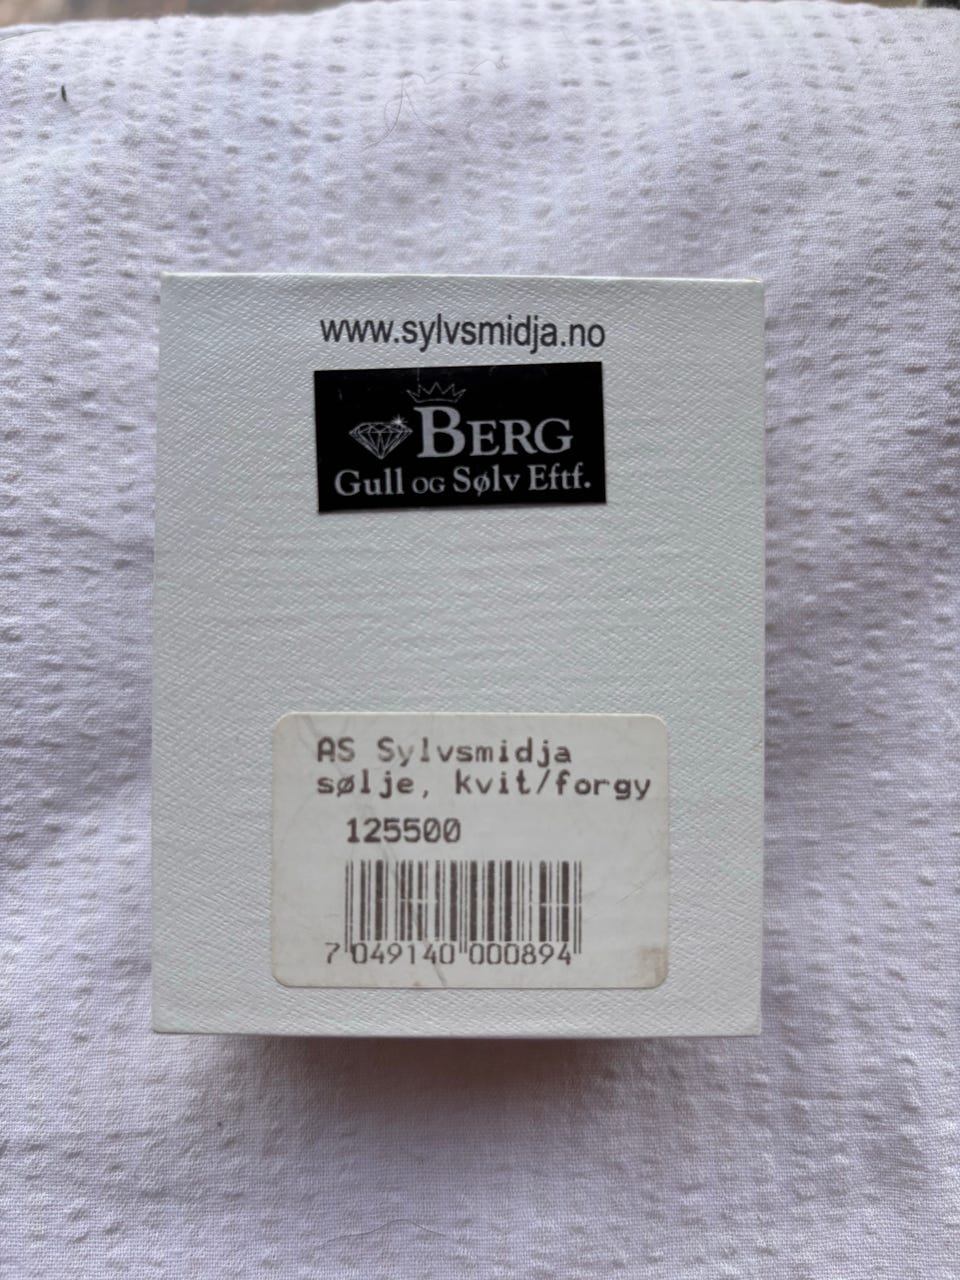 www.sylvsmidja.no
BERG
Gull OG Sølv Eftf.
AS Sylvsmidja
sølje, kvit/forgy
125500
7 049140 000894